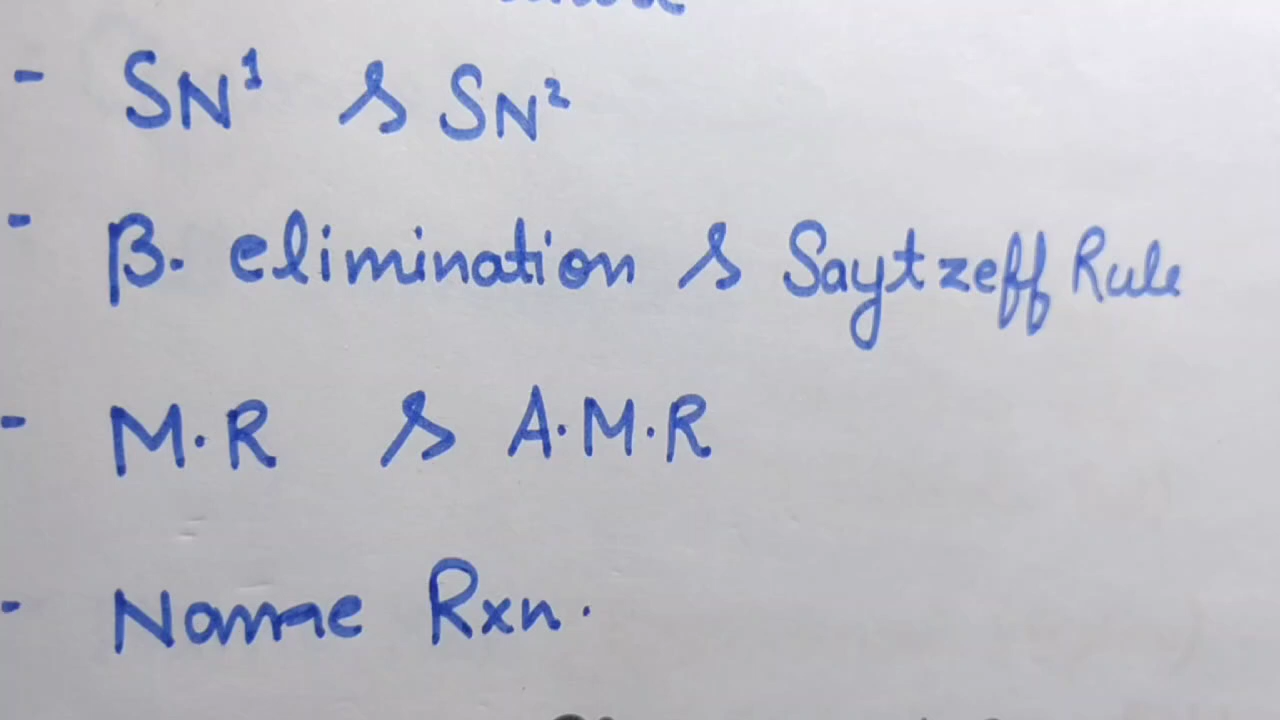 - SN¹ & SN²
- β. elimination & Saytzeff Rule
- M.R & A.M.R
- Name Rxn.